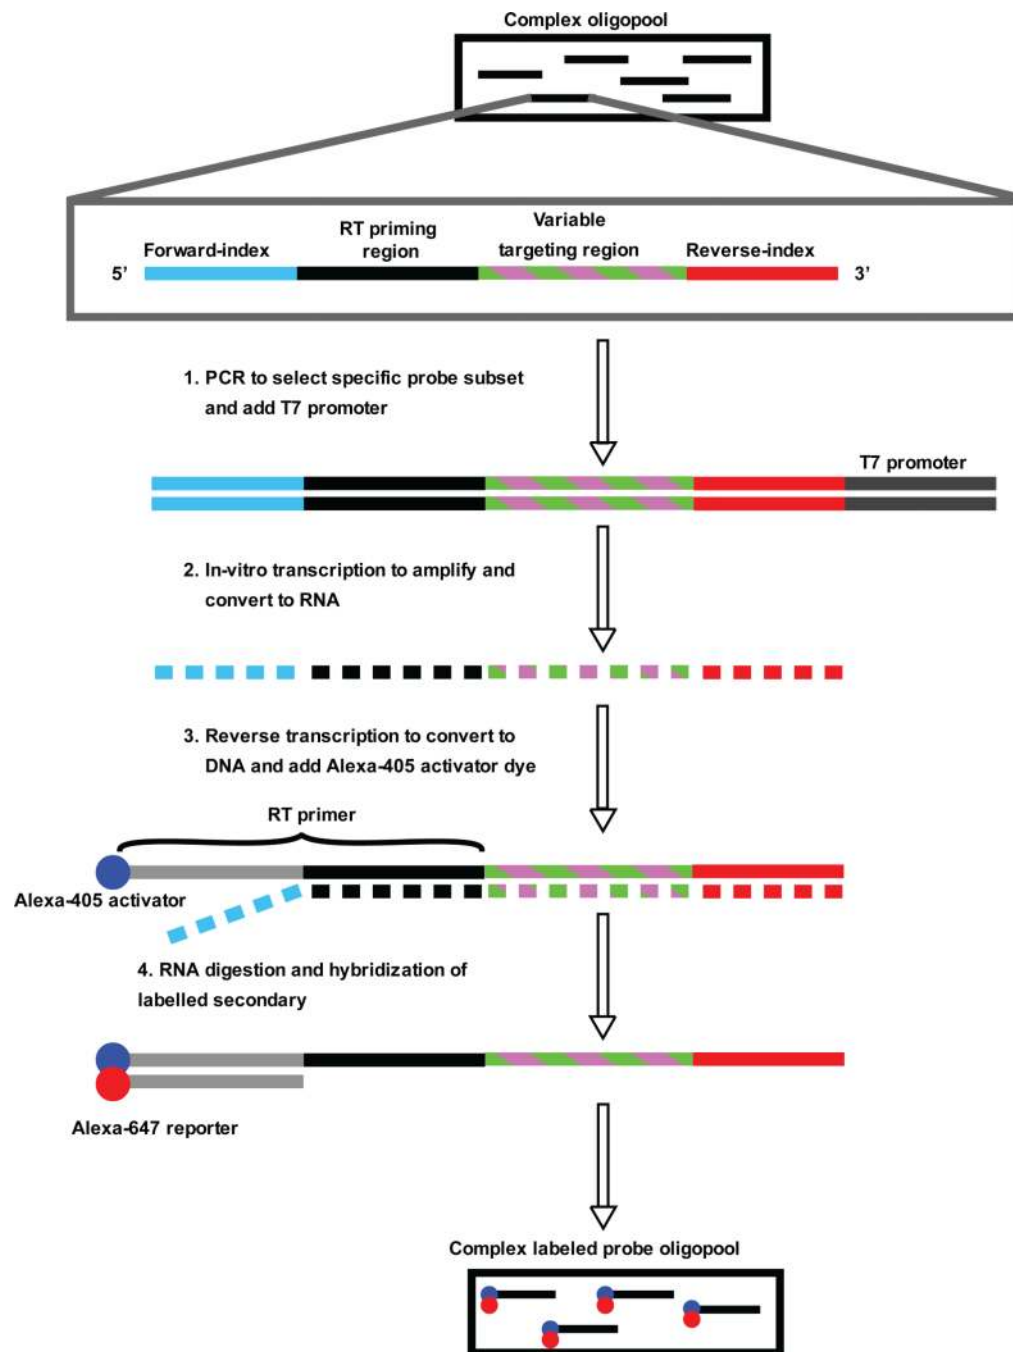 Complex oligopool
Variable
RT priming
Forward-index region targeting region Reverse-index
5’ 3’
1. PCR to select specific probe subset
and add T7 promoter
T7 promoter
2. In-vitro transcription to amplify and
convert to RNA
3. Reverse transcription to convert to
DNA and add Alexa-405 activator dye
RT primer
Alexa-405 activator
4. RNA digestion and hybridization of
labelled secondary
Alexa-647 reporter
Complex labeled probe oligopool